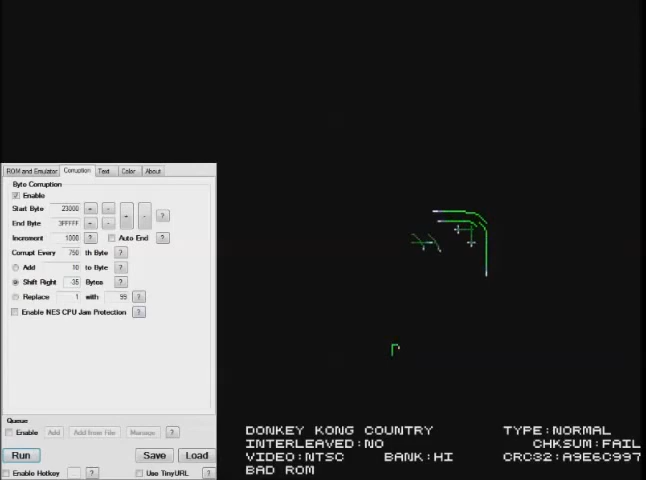 ROM and Emulator Corruption Text Color About
Byte Corruption
Enable
Start Byte 23000 + - + - ?
End Byte 3FFFFF + -
Increment 1000 ? Auto End ?
Corrupt Every 750 th Byte ?
Add 10 to Byte ?
Shift Right -35 Bytes ?
Replace 1 with 99 ?
Enable NES CPU Jam Protection ?
Queue
Enable Add Add from File Manage ?
Run Save Load
Enable Hotkey ? Use TinyURL ?
DONKEY KONG COUNTRY TYPE:NORMAL
INTERLEAVED:NO CHKSUM:FAIL
VIDEO:NTSC BANK:HI CRC32:A9E6C997
BAD ROM